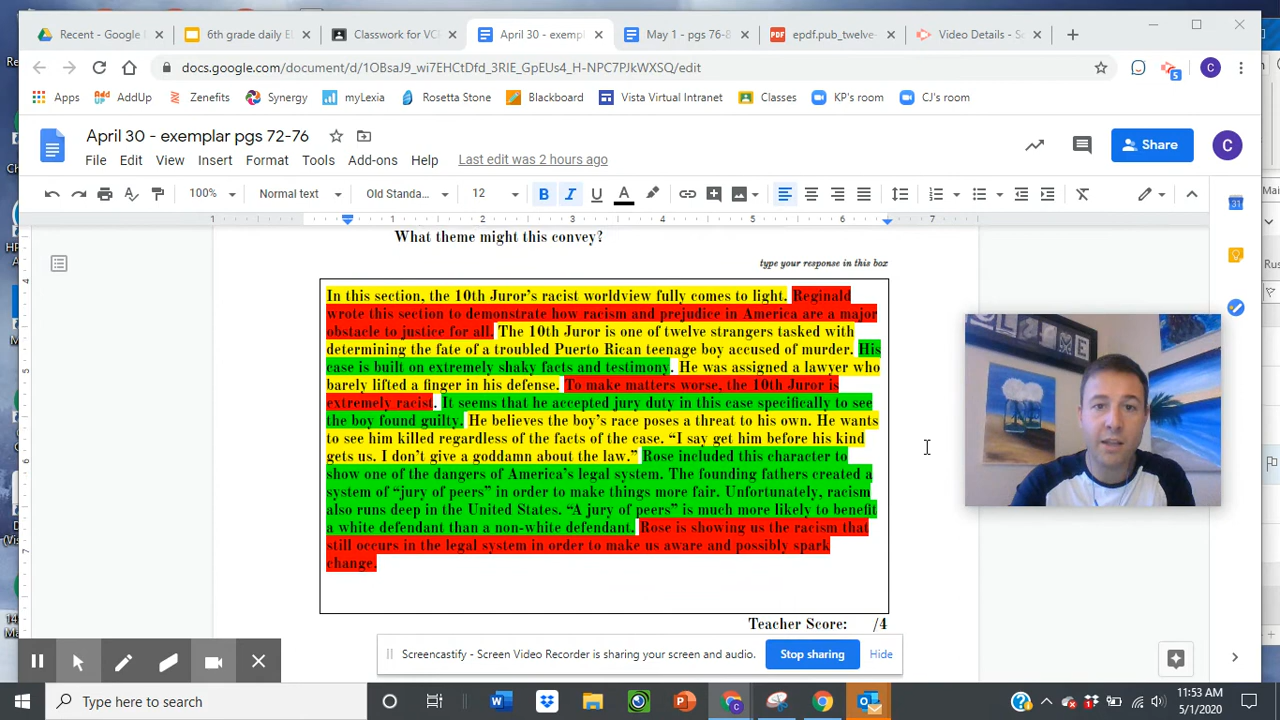 Recent - Google
6th grade daily El
Classwork for VCF
April 30 - exempl
May 1 - pgs 76-8
PDF epdf.pub_twelve-
Video Details - Sc
docs.google.com/document/d/1OBsaJ9_wi7EHCtDfd_3RIE_GpEUs4_H-NPC7PJkWXSQ/edit
5
C
Apps AddUp Zenefits Synergy myLexia Rosetta Stone Blackboard Vista Virtual Intranet Classes KP's room CJ's room
April 30 - exemplar pgs 72-76
File Edit View Insert Format Tools Add-ons Help Last edit was 2 hours ago
Share
C
100% Normal text Old Standa... 12 B I U A
1 1 2 3 4 5 6 7
31
What theme might this convey?
type your response in this box
In this section, the 10th Juror's racist worldview fully comes to light. Reginald
wrote this section to demonstrate how racism and prejudice in America are a major
obstacle to justice for all. The 10th Juror is one of twelve strangers tasked with
determining the fate of a troubled Puerto Rican teenage boy accused of murder. His
case is built on extremely shaky facts and testimony. He was assigned a lawyer who
barely lifted a finger in his defense. To make matters worse, the 10th Juror is
extremely racist. It seems that he accepted jury duty in this case specifically to see
the boy found guilty. He believes the boy's race poses a threat to his own. He wants
to see him killed regardless of the facts of the case. “I say get him before his kind
gets us. I don't give a goddamn about the law.” Rose included this character to
show one of the dangers of America's legal system. The founding fathers created a
system of “jury of peers” in order to make things more fair. Unfortunately, racism
also runs deep in the United States. “A jury of peers” is much more likely to benefit
a white defendant than a non-white defendant. Rose is showing us the racism that
still occurs in the legal system in order to make us aware and possibly spark
change.
Teacher Score: /4
Screencastify - Screen Video Recorder is sharing your screen and audio.
Stop sharing
Hide
Type here to search
11:53 AM
5/1/2020